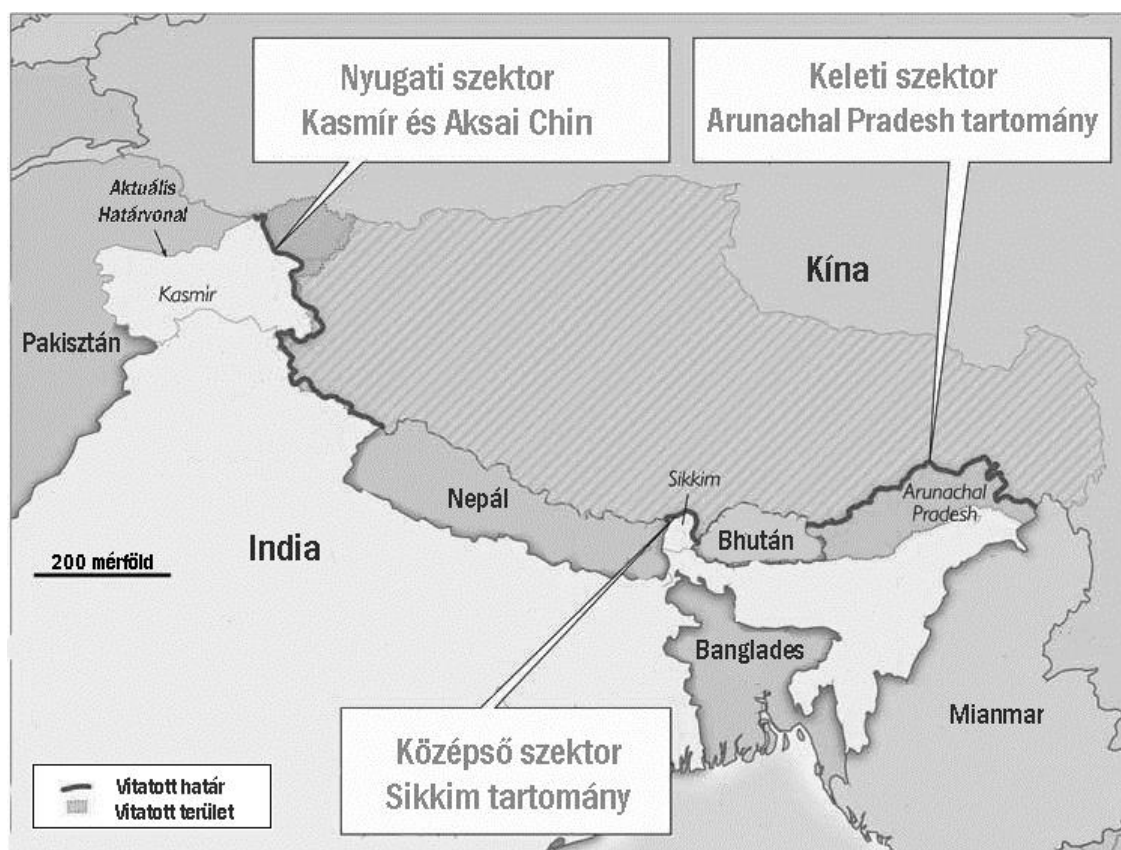 Nyugati szektor
Kasmír és Aksai Chin
Keleti szektor
Arunachal Pradesh tartomány
Aktuális
Határvonal
Kasmir
Kína
Pakisztán
Nepál
Sikkim
Arunachal
Pradesh
Bhután
India
200 mérföld
Banglades
Mianmar
Középső szektor
Sikkim tartomány
Vitatott határ
Vitatott terület